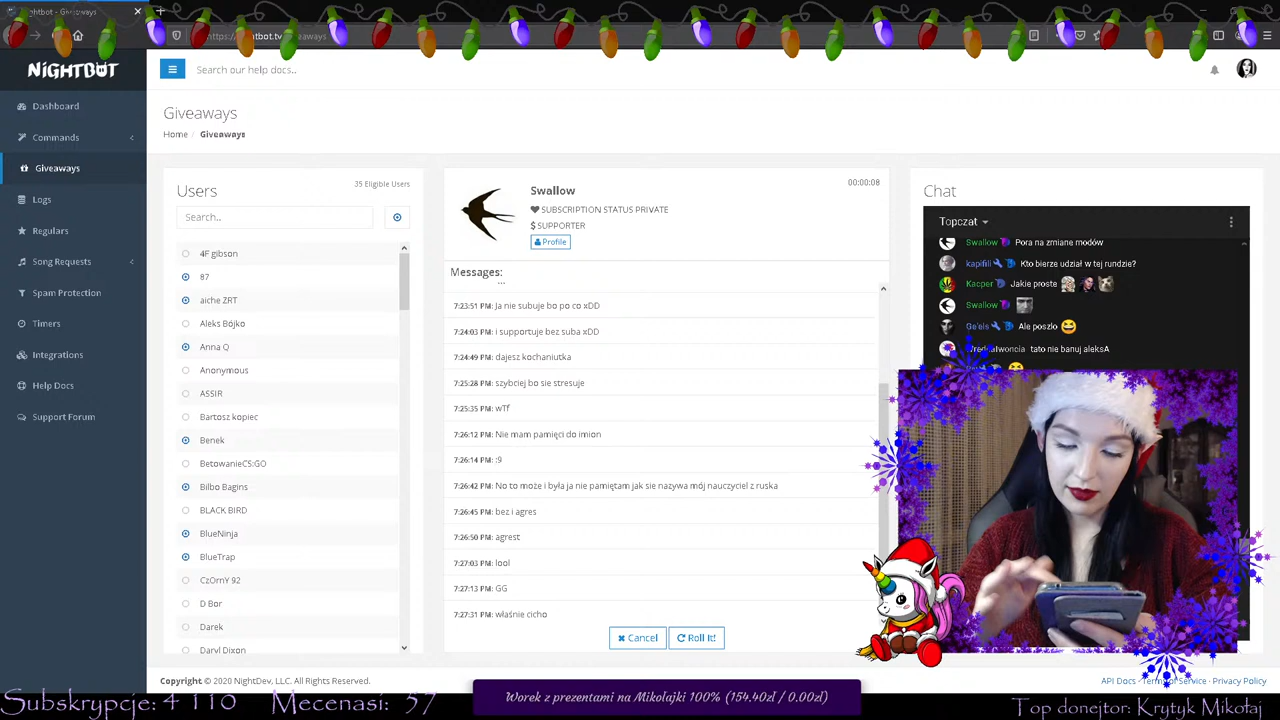 Nightbot - Giveaways
https://nightbot.tv/giveaways
NiGHTBOT
Search our help docs..
Dashboard
Commands
Giveaways
Logs
Regulars
Song Requests
Spam Protection
Timers
Integrations
Help Docs
Support Forum
Giveaways
Home / Giveaways
Users
35 Eligible Users
Search..
4F gibson
87
aiche ZRT
Aleks Bójko
Anna Q
Anonymous
ASSIR
Bartosz kopiec
Benek
BetowanieCS:GO
Bilbo Bagins
BLACK BIRD
BlueNinja
BlueTrap
CzOrnY 92
D Bor
Darek
Daryl Dixon
Swallow
00:00:08
SUBSCRIPTION STATUS PRIVATE
$ SUPPORTER
Profile
Messages:
7:23:51 PM: Ja nie subuje bo po co xDD
7:24:03 PM: i supportuje bez suba xDD
7:24:49 PM: dajesz kochaniutka
7:25:28 PM: szybciej bo sie stresuje
7:25:35 PM: wTf
7:26:12 PM: Nie mam pamięci do imion
7:26:14 PM: :9
7:26:42 PM: No to może i była ja nie pamiętam jak sie nazywa mój nauczyciel z ruska
7:26:45 PM: bez i agres
7:26:50 PM: agrest
7:27:03 PM: lool
7:27:13 PM: GG
7:27:31 PM: właśnie cicho
Cancel
Roll It!
Chat
Topczat
Swallow Pora na zmiane modów
kapifili Kto bierze udział w tej rundzie?
Kacper Jakie proste
Swallow
Ge'els Ale poszło
WrednaIwoncia tato nie banuj aleksA
Copyright © 2020 NightDev, LLC. All Rights Reserved.
API Docs · Terms of Service · Privacy Policy
Subskrypcje: 4 110 Mecenasi: 57
Worek z prezentami na Mikołajki 100% (154.40zl / 0.00zl)
Top donejtor: Krytyk Mikołaj